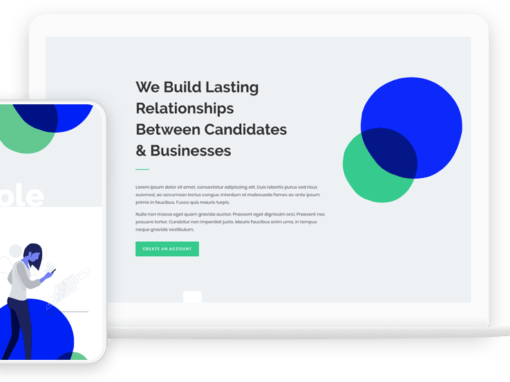 We Build Lasting
Relationships
Between Candidates
& Businesses
Lorem ipsum dolor sit amet, consectetur adipiscing elit. Duis lobortis purus sed risus
euismod, ac accumsan lectus congue. Interdum et malesuada fames ac ante ipsum
primis in faucibus. Fusce quis mauris turpis.
Nulla non massa eget quam gravida auctor. Praesent eget dignissim orci. Praesent nec
posuere tortor. Curabitur non imperdiet justo. Mauris faucibus enim urna, in tempus
neque gravida vestibulum.
CREATE AN ACCOUNT
ole